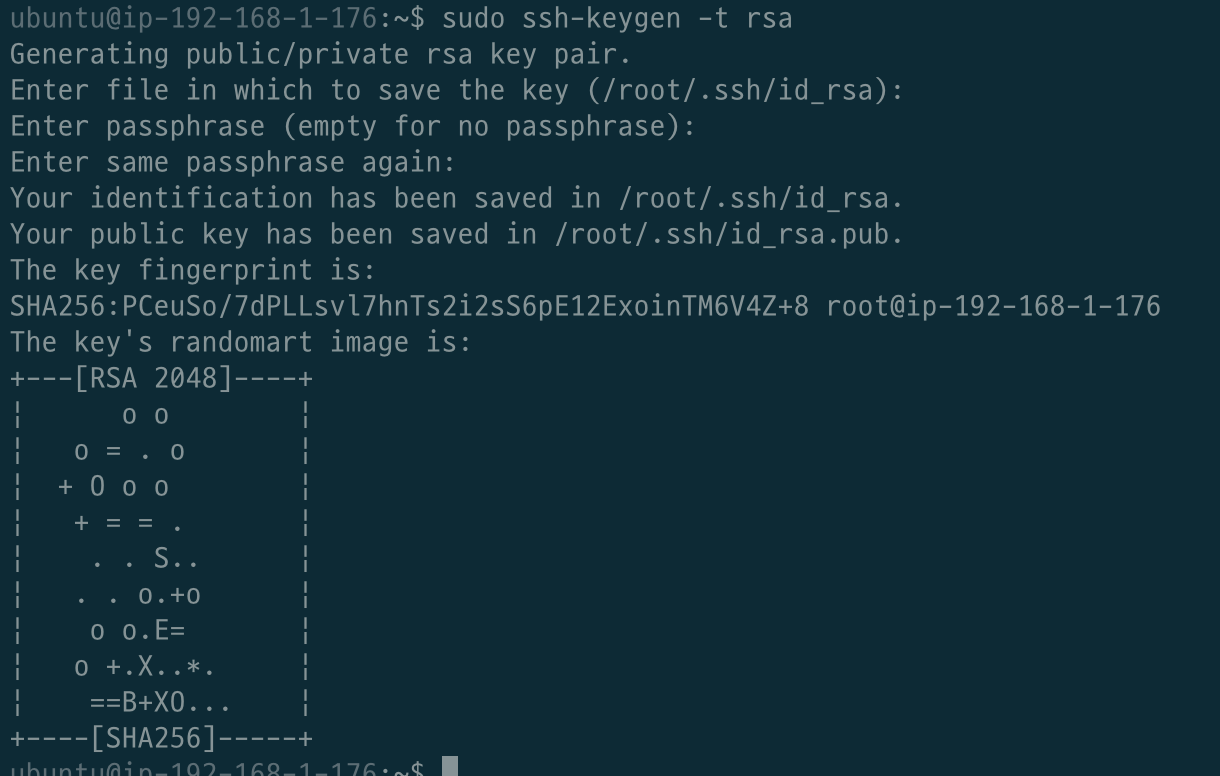 ubuntu@ip-192-168-1-176:~$ sudo ssh-keygen -t rsa
Generating public/private rsa key pair.
Enter file in which to save the key (/root/.ssh/id_rsa):
Enter passphrase (empty for no passphrase):
Enter same passphrase again:
Your identification has been saved in /root/.ssh/id_rsa.
Your public key has been saved in /root/.ssh/id_rsa.pub.
The key fingerprint is:
SHA256:PCeuSo/7dPLLsvl7hnTs2i2sS6pE12ExoinTM6V4Z+8 root@ip-192-168-1-176
The key's randomart image is:
+---[RSA 2048]----+
¦      o o        ¦
¦   o = . o       ¦
¦  + O o o        ¦
¦   + = = .       ¦
¦    . . S..      ¦
¦   . . o.+o      ¦
¦    o o.E=       ¦
¦   o +.X..*.     ¦
¦    ==B+XO...    ¦
+----[SHA256]-----+
ubuntu@ip-192-168-1-176:~$